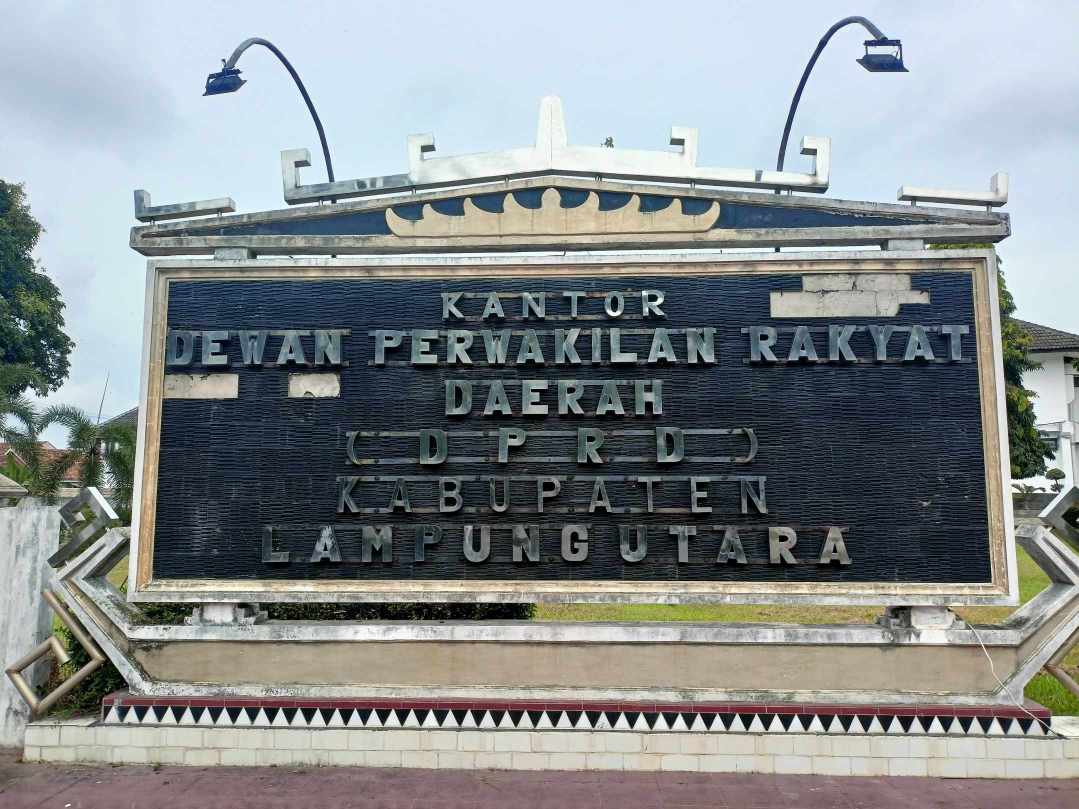 KANTOR
DEWAN PERWAKILAN RAKYAT
DAERAH
( D P R D )
KABUPATEN
LAMPUNG UTARA